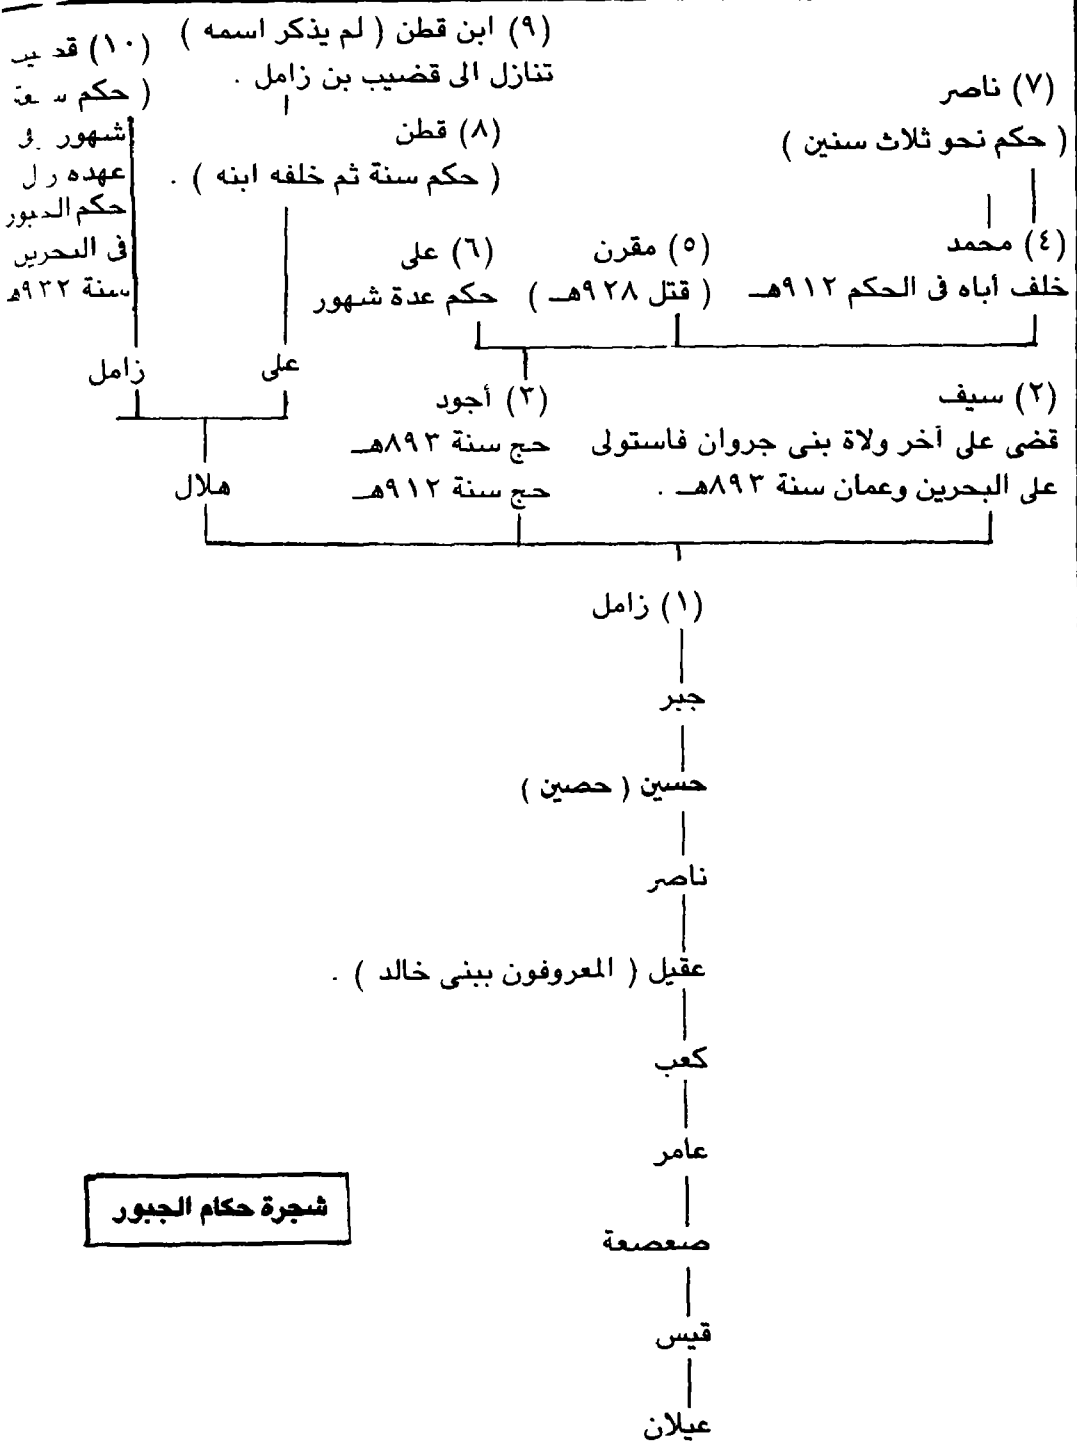 (٧) ناصر
( حكم نحو ثلاث سنين )
(٩) ابن قطن ( لم يذكر اسمه )
تنازل الى قضيب بن زامل .
(٨) قطن
( حكم سنة ثم خلفه ابنه ) .
(١٠)
( حكم
شهور
عهده
حكم الجبور
فى البحرين
سنة ٩٣٢هـ
(٤) محمد
خلف أباه فى الحكم ٩١٢هـ
(٥) مقرن
( قتل ٩٢٨هـ )
(٦) على
حكم عدة شهور
على
زامل
(٢) سيف
قضى على آخر ولاة بنى جروان فاستولى
على البحرين وعمان سنة ٨٩٣هـ .
(٣) أجود
حج سنة ٨٩٣هـ
حج سنة ٩١٢هـ
هلال
(١) زامل
جبر
حسين ( حصين )
ناصر
عقيل ( المعروفون ببنى خالد ) .
كعب
عامر
صعصعة
قيس
عيلان
شجرة حكام الجبور